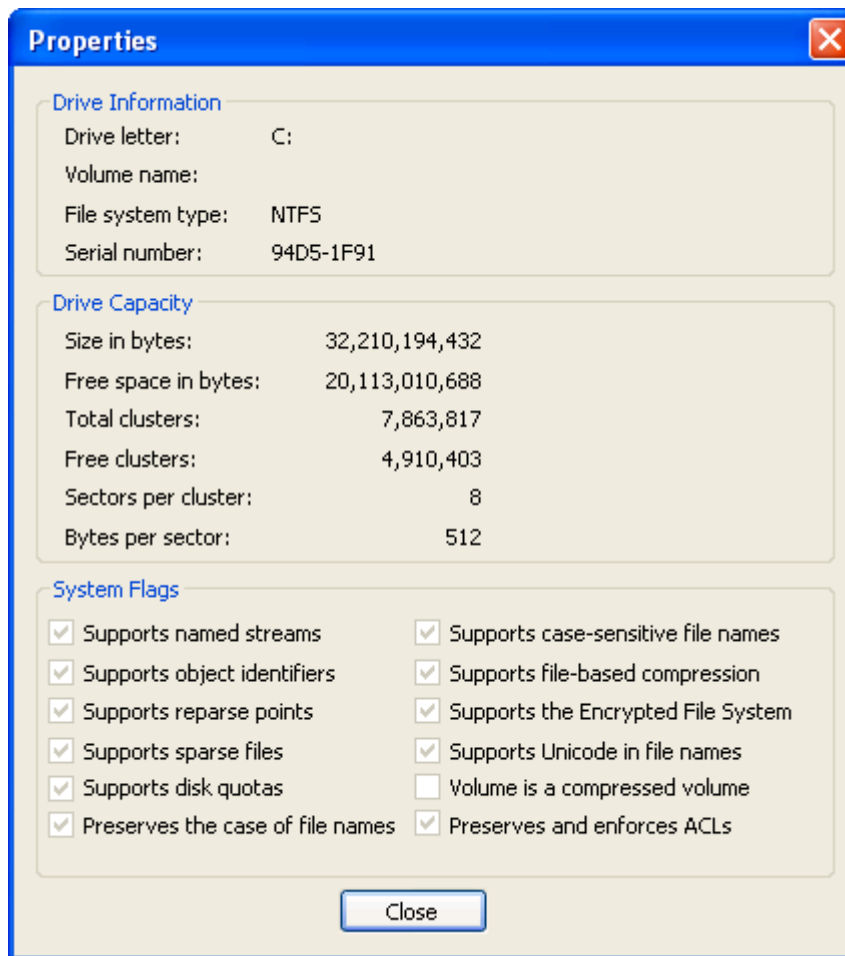 Properties
Drive Information
Drive letter: C:
Volume name:
File system type: NTFS
Serial number: 94D5-1F91
Drive Capacity
Size in bytes: 32,210,194,432
Free space in bytes: 20,113,010,688
Total clusters: 7,863,817
Free clusters: 4,910,403
Sectors per cluster: 8
Bytes per sector: 512
System Flags
Supports named streams Supports case-sensitive file names
Supports object identifiers Supports file-based compression
Supports reparse points Supports the Encrypted File System
Supports sparse files Supports Unicode in file names
Supports disk quotas Volume is a compressed volume
Preserves the case of file names Preserves and enforces ACLs
Close